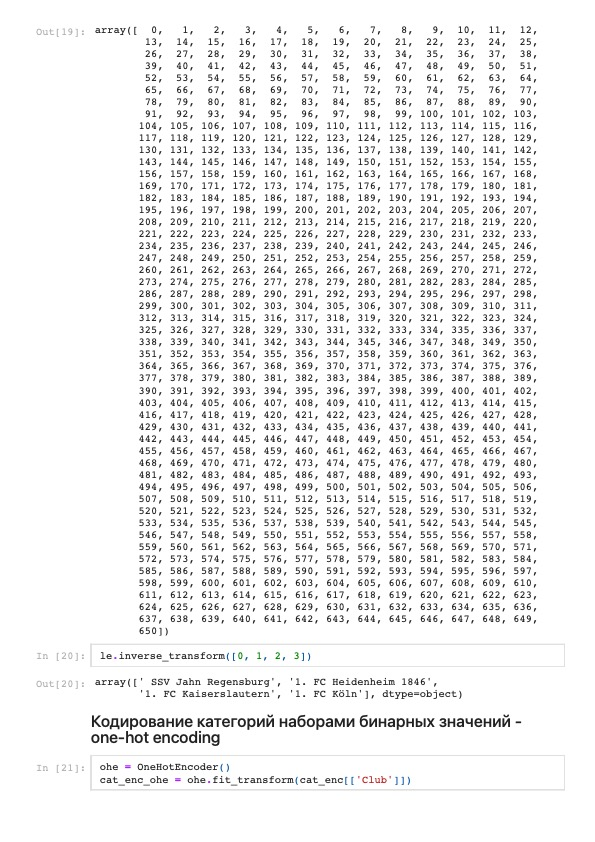 Out[19]: array([ 0, 1, 2, 3, 4, 5, 6, 7, 8, 9, 10, 11, 12,
13, 14, 15, 16, 17, 18, 19, 20, 21, 22, 23, 24, 25,
26, 27, 28, 29, 30, 31, 32, 33, 34, 35, 36, 37, 38,
39, 40, 41, 42, 43, 44, 45, 46, 47, 48, 49, 50, 51,
52, 53, 54, 55, 56, 57, 58, 59, 60, 61, 62, 63, 64,
65, 66, 67, 68, 69, 70, 71, 72, 73, 74, 75, 76, 77,
78, 79, 80, 81, 82, 83, 84, 85, 86, 87, 88, 89, 90,
91, 92, 93, 94, 95, 96, 97, 98, 99, 100, 101, 102, 103,
104, 105, 106, 107, 108, 109, 110, 111, 112, 113, 114, 115, 116,
117, 118, 119, 120, 121, 122, 123, 124, 125, 126, 127, 128, 129,
130, 131, 132, 133, 134, 135, 136, 137, 138, 139, 140, 141, 142,
143, 144, 145, 146, 147, 148, 149, 150, 151, 152, 153, 154, 155,
156, 157, 158, 159, 160, 161, 162, 163, 164, 165, 166, 167, 168,
169, 170, 171, 172, 173, 174, 175, 176, 177, 178, 179, 180, 181,
182, 183, 184, 185, 186, 187, 188, 189, 190, 191, 192, 193, 194,
195, 196, 197, 198, 199, 200, 201, 202, 203, 204, 205, 206, 207,
208, 209, 210, 211, 212, 213, 214, 215, 216, 217, 218, 219, 220,
221, 222, 223, 224, 225, 226, 227, 228, 229, 230, 231, 232, 233,
234, 235, 236, 237, 238, 239, 240, 241, 242, 243, 244, 245, 246,
247, 248, 249, 250, 251, 252, 253, 254, 255, 256, 257, 258, 259,
260, 261, 262, 263, 264, 265, 266, 267, 268, 269, 270, 271, 272,
273, 274, 275, 276, 277, 278, 279, 280, 281, 282, 283, 284, 285,
286, 287, 288, 289, 290, 291, 292, 293, 294, 295, 296, 297, 298,
299, 300, 301, 302, 303, 304, 305, 306, 307, 308, 309, 310, 311,
312, 313, 314, 315, 316, 317, 318, 319, 320, 321, 322, 323, 324,
325, 326, 327, 328, 329, 330, 331, 332, 333, 334, 335, 336, 337,
338, 339, 340, 341, 342, 343, 344, 345, 346, 347, 348, 349, 350,
351, 352, 353, 354, 355, 356, 357, 358, 359, 360, 361, 362, 363,
364, 365, 366, 367, 368, 369, 370, 371, 372, 373, 374, 375, 376,
377, 378, 379, 380, 381, 382, 383, 384, 385, 386, 387, 388, 389,
390, 391, 392, 393, 394, 395, 396, 397, 398, 399, 400, 401, 402,
403, 404, 405, 406, 407, 408, 409, 410, 411, 412, 413, 414, 415,
416, 417, 418, 419, 420, 421, 422, 423, 424, 425, 426, 427, 428,
429, 430, 431, 432, 433, 434, 435, 436, 437, 438, 439, 440, 441,
442, 443, 444, 445, 446, 447, 448, 449, 450, 451, 452, 453, 454,
455, 456, 457, 458, 459, 460, 461, 462, 463, 464, 465, 466, 467,
468, 469, 470, 471, 472, 473, 474, 475, 476, 477, 478, 479, 480,
481, 482, 483, 484, 485, 486, 487, 488, 489, 490, 491, 492, 493,
494, 495, 496, 497, 498, 499, 500, 501, 502, 503, 504, 505, 506,
507, 508, 509, 510, 511, 512, 513, 514, 515, 516, 517, 518, 519,
520, 521, 522, 523, 524, 525, 526, 527, 528, 529, 530, 531, 532,
533, 534, 535, 536, 537, 538, 539, 540, 541, 542, 543, 544, 545,
546, 547, 548, 549, 550, 551, 552, 553, 554, 555, 556, 557, 558,
559, 560, 561, 562, 563, 564, 565, 566, 567, 568, 569, 570, 571,
572, 573, 574, 575, 576, 577, 578, 579, 580, 581, 582, 583, 584,
585, 586, 587, 588, 589, 590, 591, 592, 593, 594, 595, 596, 597,
598, 599, 600, 601, 602, 603, 604, 605, 606, 607, 608, 609, 610,
611, 612, 613, 614, 615, 616, 617, 618, 619, 620, 621, 622, 623,
624, 625, 626, 627, 628, 629, 630, 631, 632, 633, 634, 635, 636,
637, 638, 639, 640, 641, 642, 643, 644, 645, 646, 647, 648, 649,
650])
In [20]: le.inverse_transform([0, 1, 2, 3])
Out[20]: array([' SSV Jahn Regensburg', '1. FC Heidenheim 1846',
'1. FC Kaiserslautern', '1. FC Köln'], dtype=object)
Кодирование категорий наборами бинарных значений -
one-hot encoding
In [21]: ohe = OneHotEncoder()
cat_enc_ohe = ohe.fit_transform(cat_enc[['Club']])